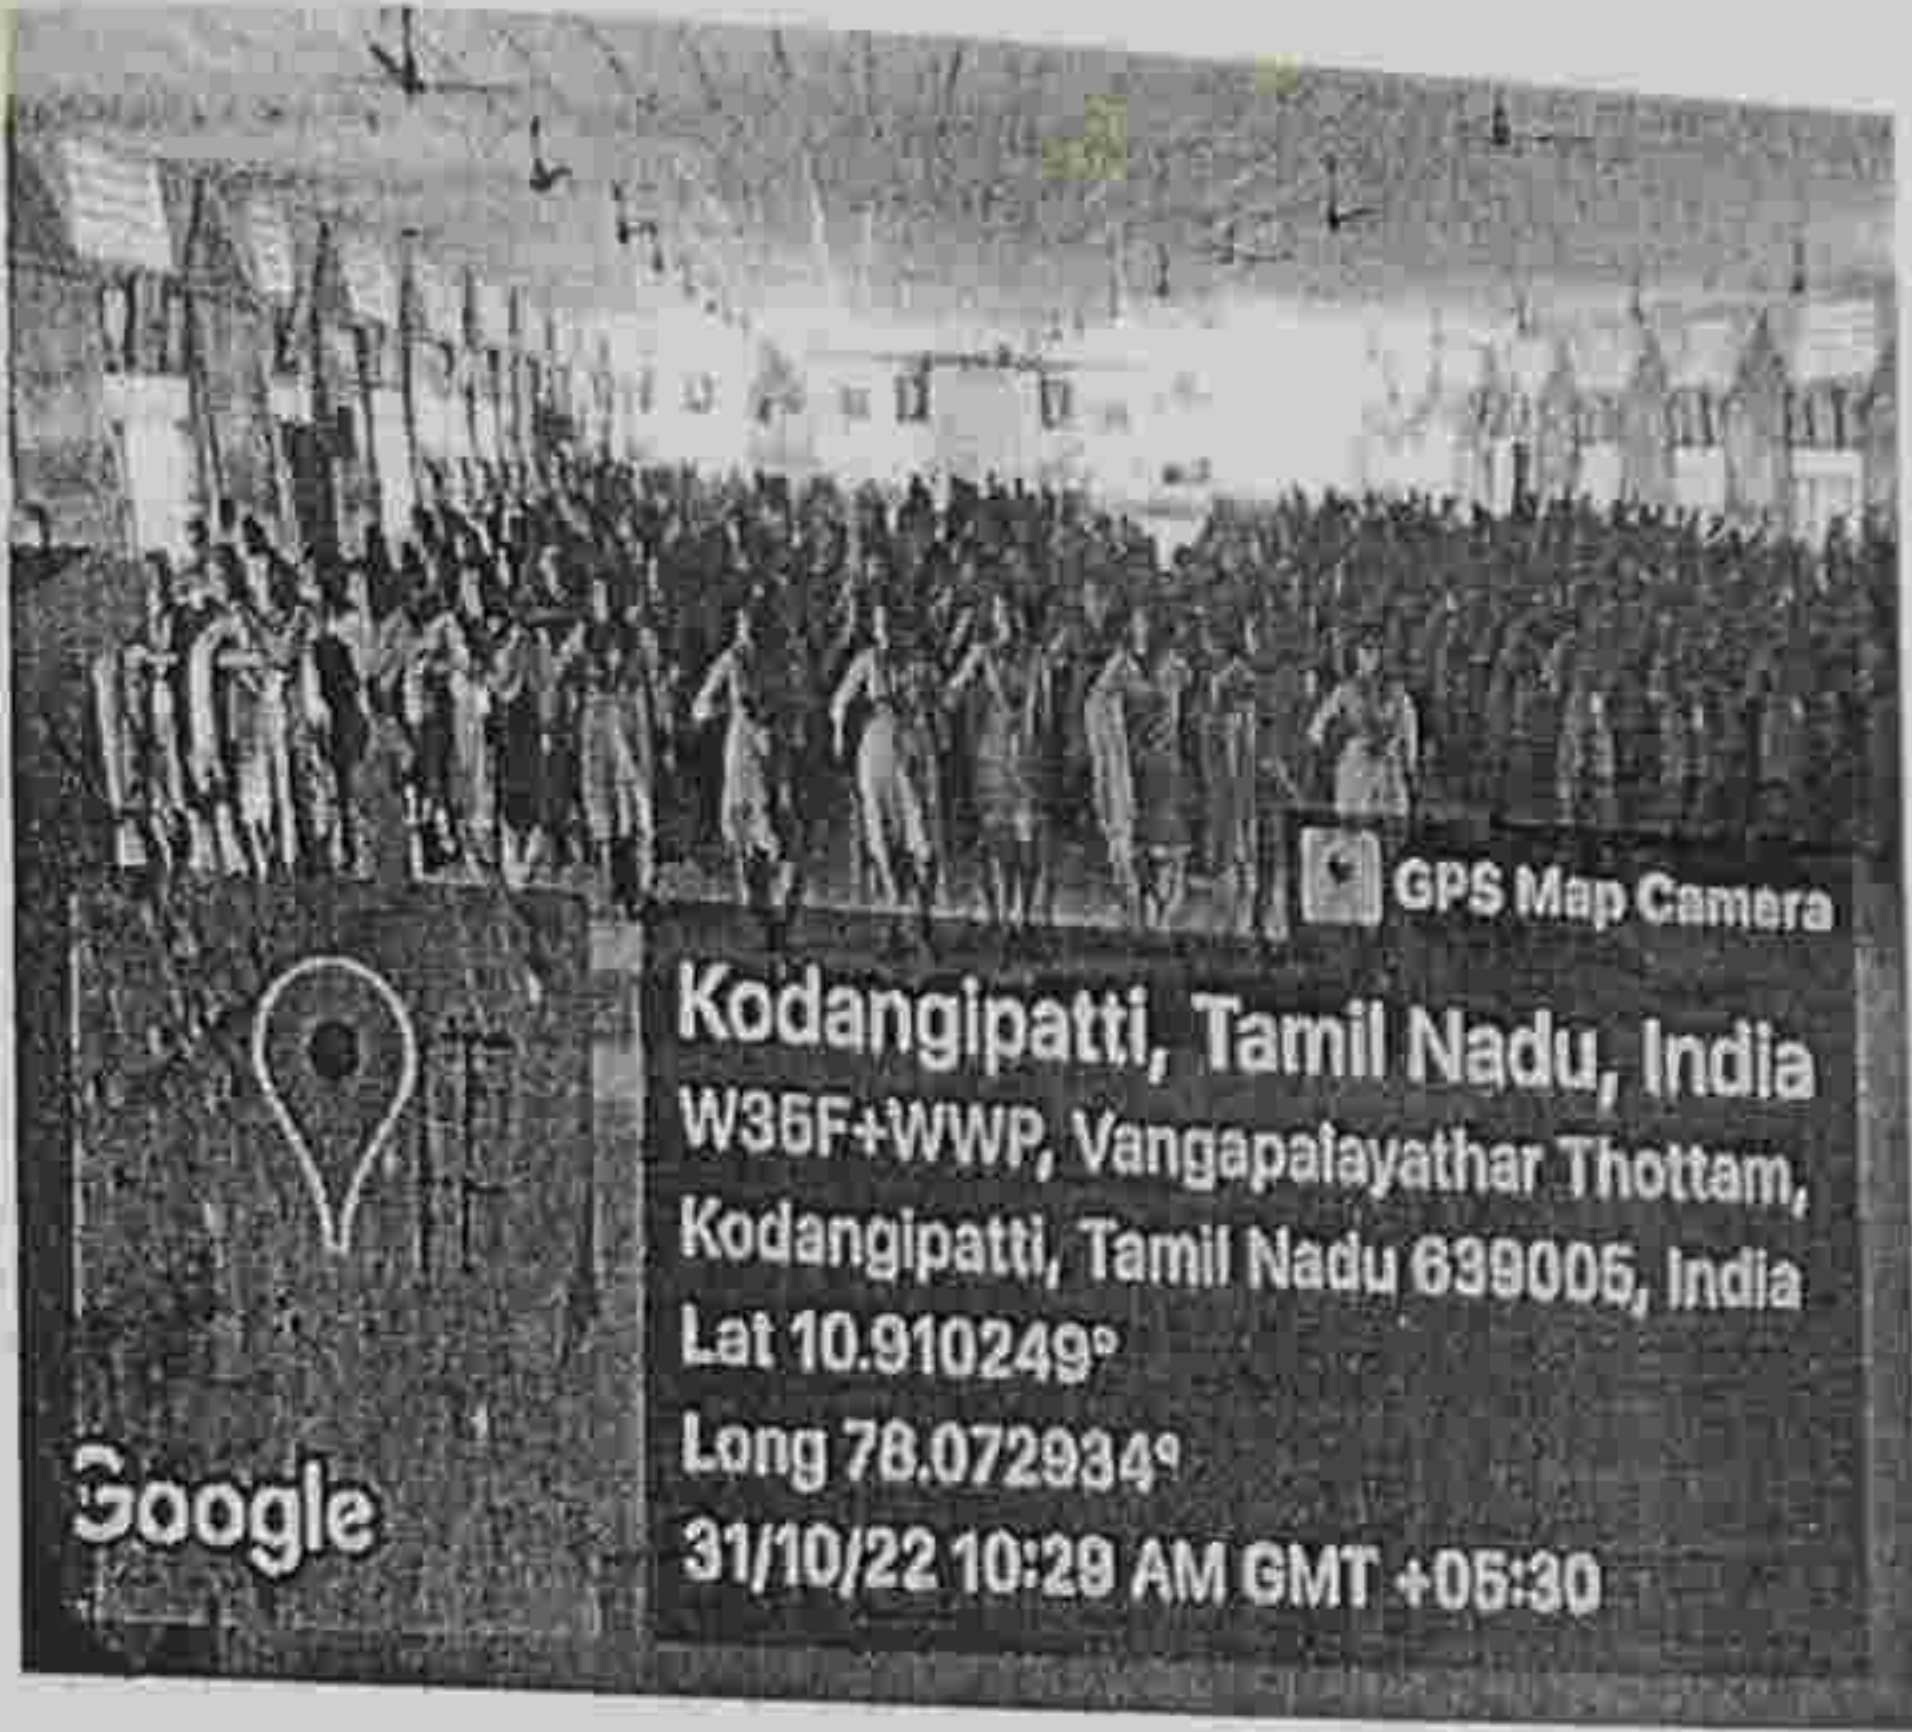 GPS Map Camera
Kodangipatti, Tamil Nadu, India
W36F+WWP, Vangapalayathar Thottam,
Kodangipatti, Tamil Nadu 639005, India
Lat 10.910249°
Long 78.072934°
31/10/22 10:29 AM GMT +05:30
Google